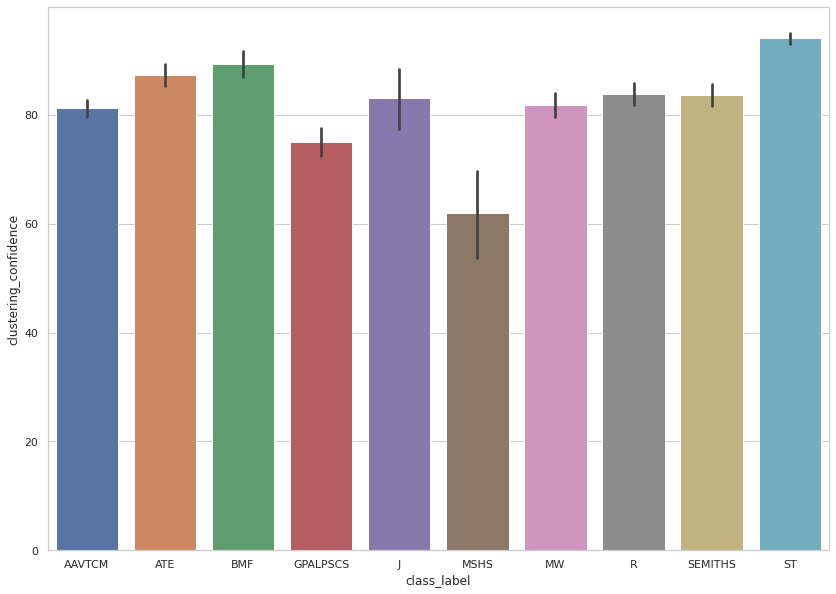 clustering_confidence
80
60
40
20
0
AAVTCM ATE BMF GPALPSCS J MSHS MW R SEMITHS ST
class_label